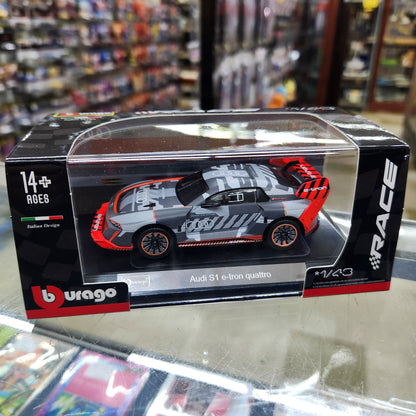 14+
AGES
Italian Design
burago
Audi S1 e-tron quattro
RACE
*1/43